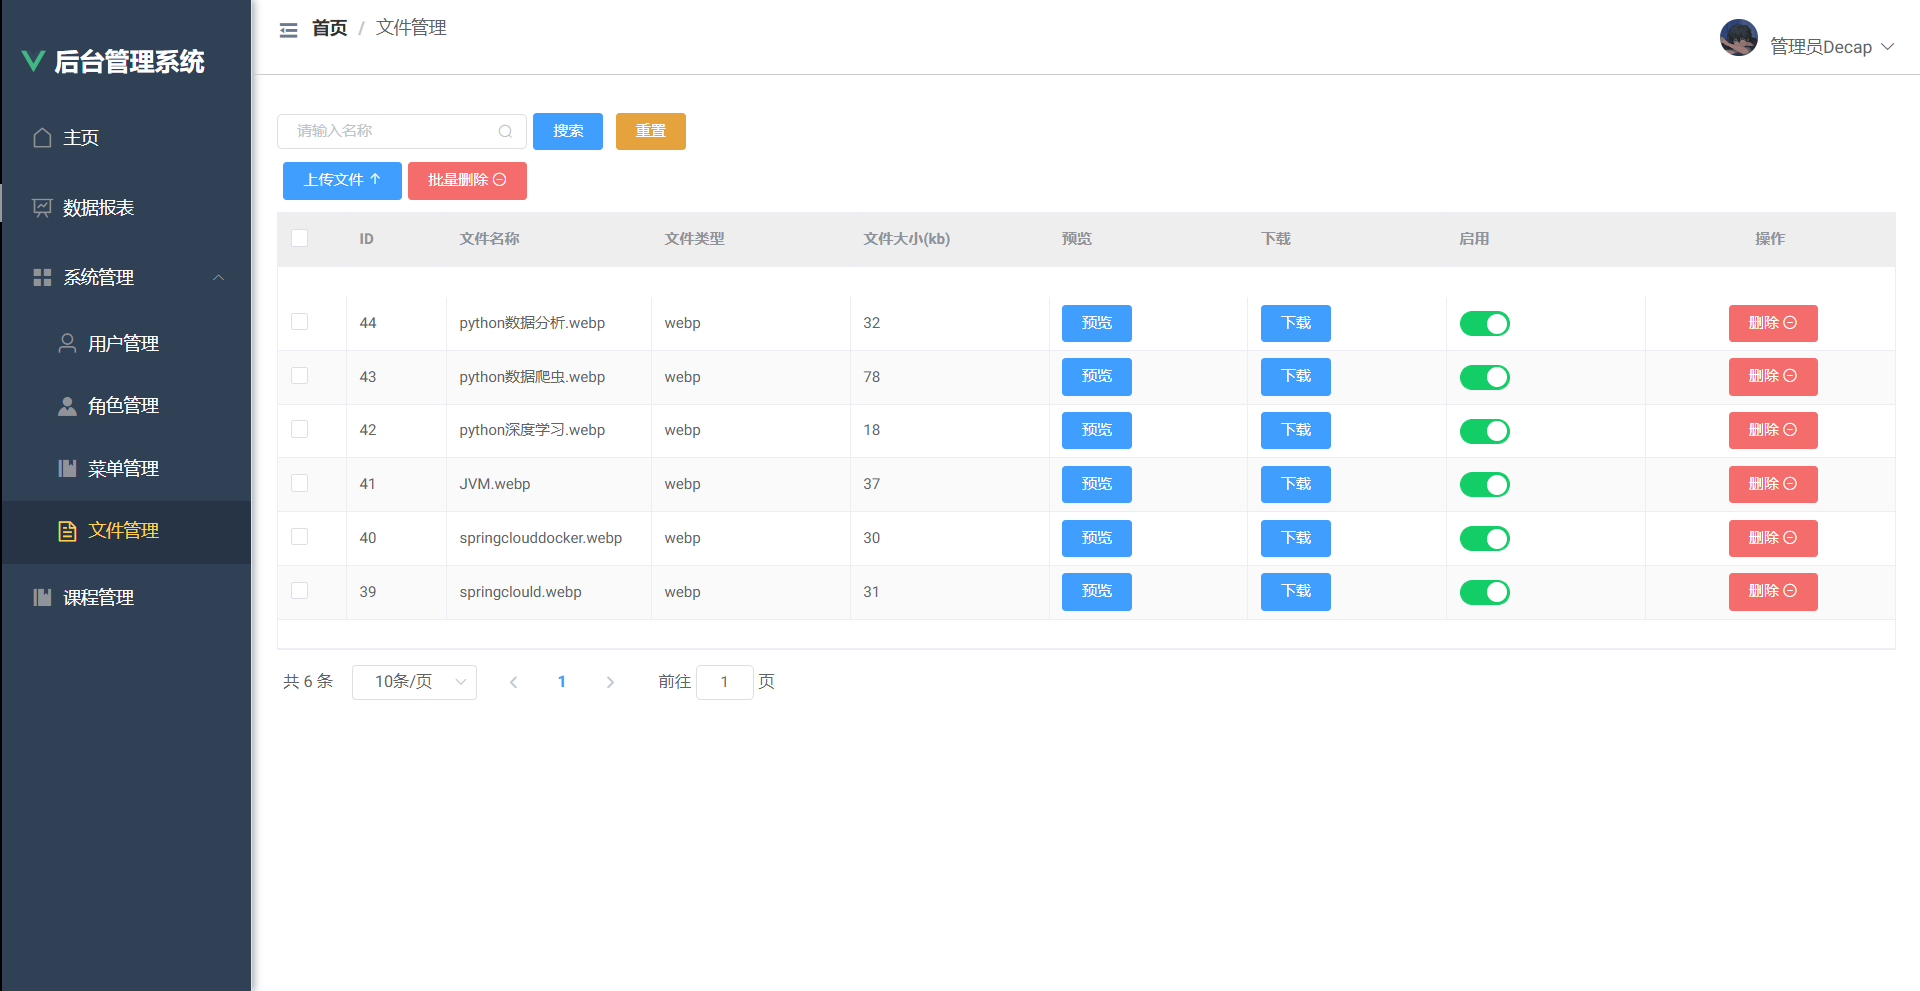 首页 / 文件管理
管理员Decap
后台管理系统
主页
数据报表
系统管理
用户管理
角色管理
菜单管理
文件管理
课程管理
请输入名称 搜索 重置
上传文件 批量删除
ID 文件名称 文件类型 文件大小(kb) 预览 下载 启用 操作
44 python数据分析.webp webp 32 预览 下载 删除
43 python数据爬虫.webp webp 78 预览 下载 删除
42 python深度学习.webp webp 18 预览 下载 删除
41 JVM.webp webp 37 预览 下载 删除
40 springclouddocker.webp webp 30 预览 下载 删除
39 springclould.webp webp 31 预览 下载 删除
共 6 条 10条/页 1 前往 1 页